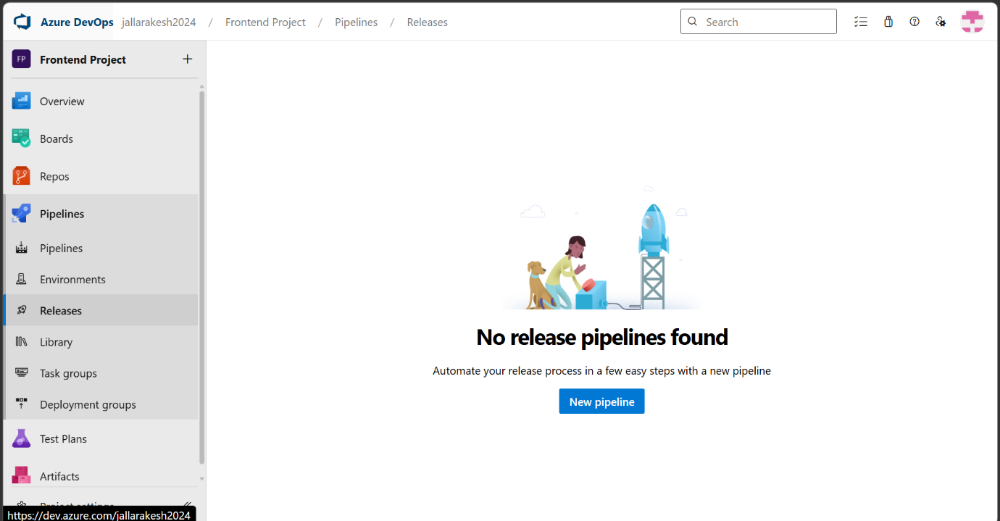 Azure DevOps jallarakesh2024 / Frontend Project / Pipelines / Releases Search
FP Frontend Project +
Overview
Boards
Repos
Pipelines
Pipelines
Environments
Releases
Library
Task groups
Deployment groups
Test Plans
Artifacts
Project settings
https://dev.azure.com/jallarakesh2024
No release pipelines found
Automate your release process in a few easy steps with a new pipeline
New pipeline